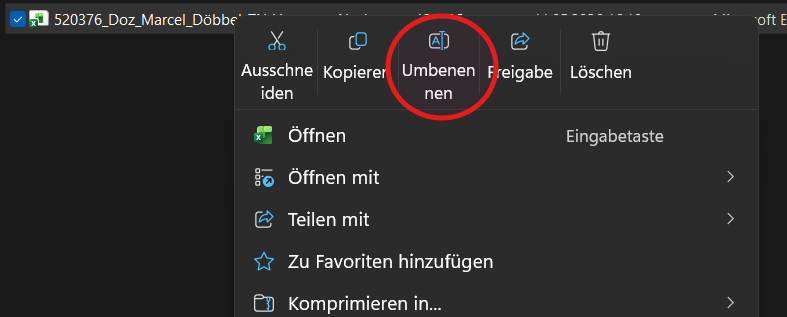 520376_Doz_Marcel_Döbbel
Ausschne
iden
Kopieren
Umbenen
nen
Freigabe
Löschen
Öffnen Eingabetaste
Öffnen mit
Teilen mit
Zu Favoriten hinzufügen
Komprimieren in...